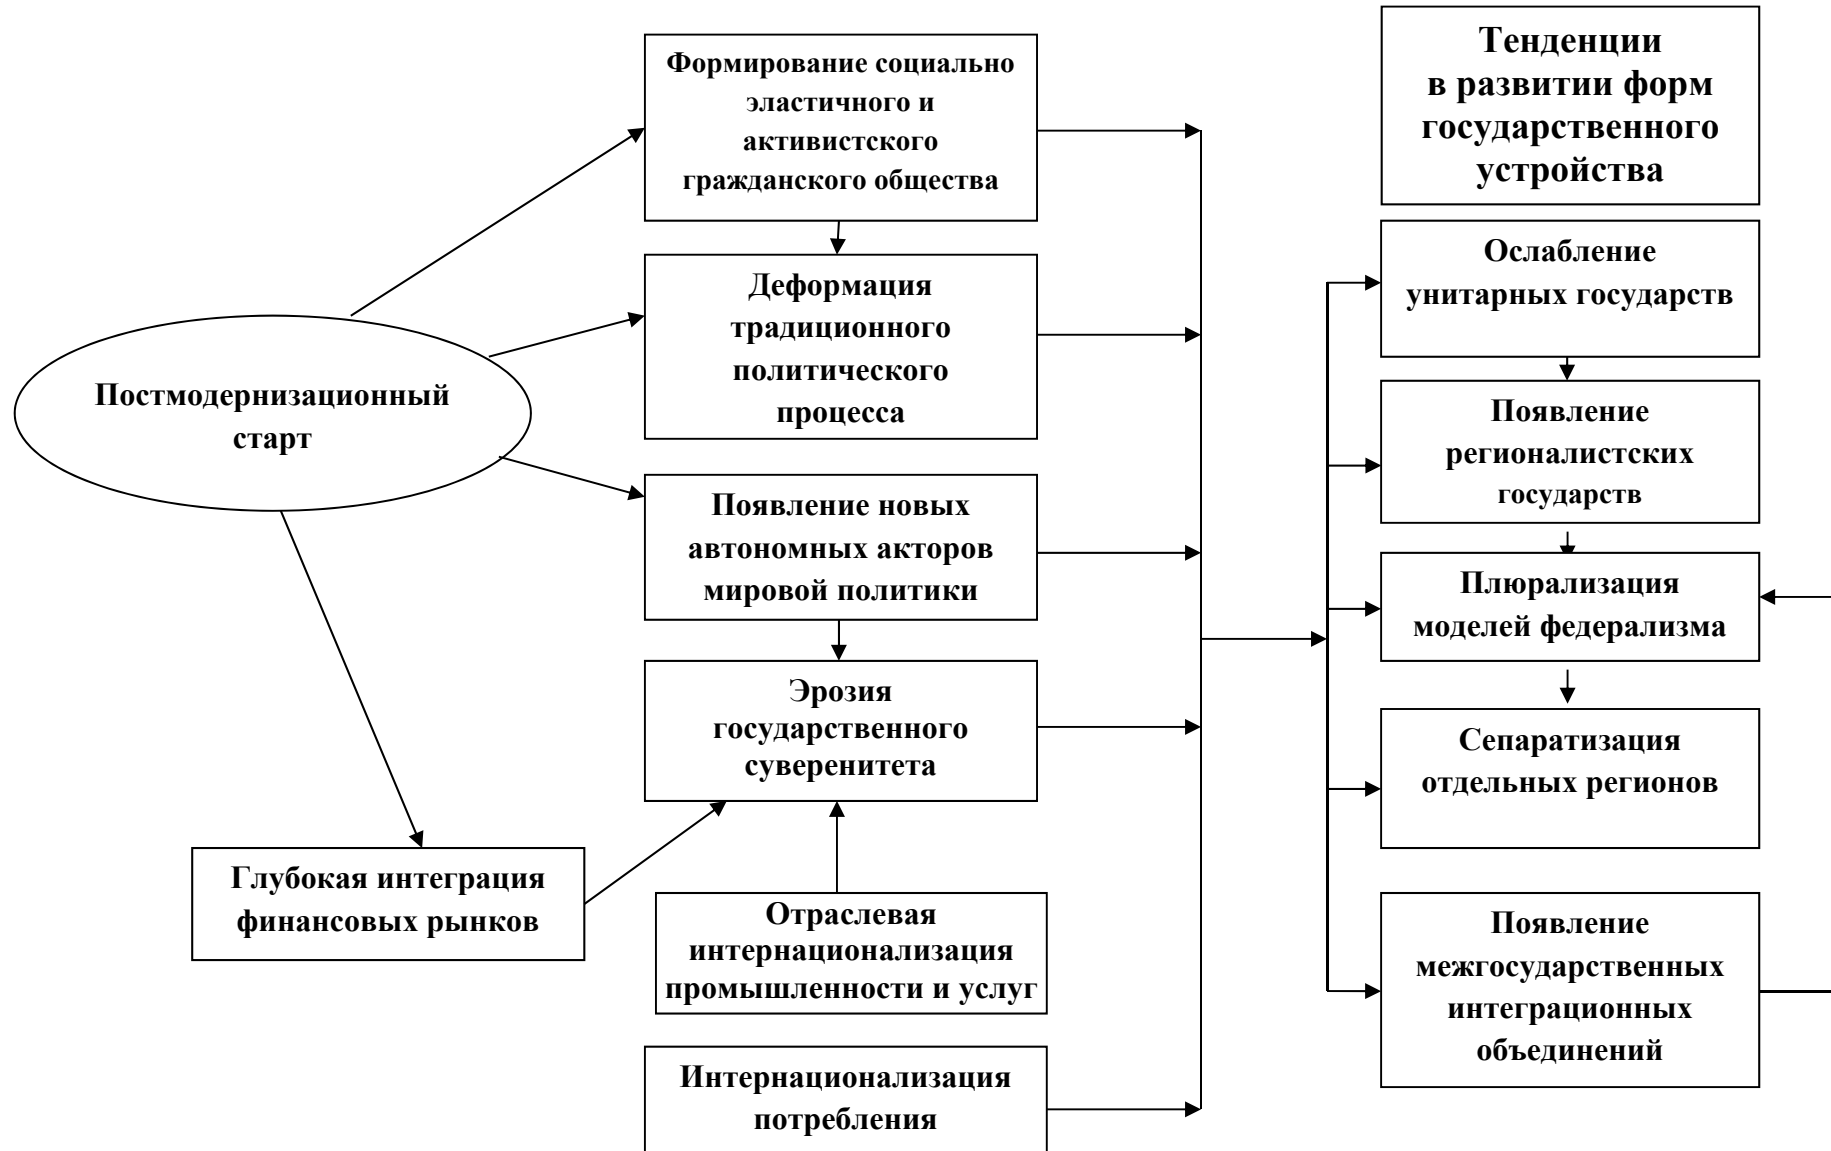 Постмодернизационный
старт
Формирование социально
эластичного и
активистского
гражданского общества
Деформация
традиционного
политического
процесса
Появление новых
автономных акторов
мировой политики
Эрозия
государственного
суверенитета
Глубокая интеграция
финансовых рынков
Отраслевая
интернационализация
промышленности и услуг
Интернационализация
потребления
Тенденции
в развитии форм
государственного
устройства
Ослабление
унитарных государств
Появление
регионалистских
государств
Плюрализация
моделей федерализма
Сепаратизация
отдельных регионов
Появление
межгосударственных
интеграционных
объединений